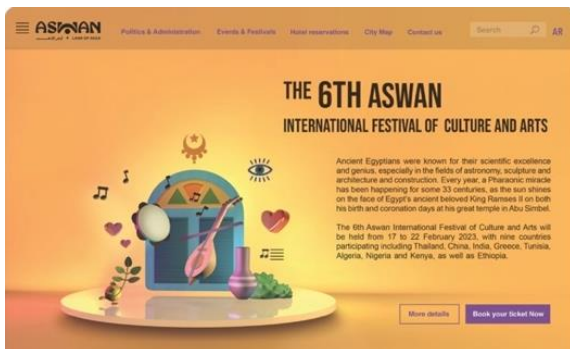 ASWAN
LAND OF GOLD
Politics & Administration
Events & Festivals
Hotel reservations
City Map
Contact us
Search
AR
THE 6TH ASWAN
INTERNATIONAL FESTIVAL OF CULTURE AND ARTS
Ancient Egyptians were known for their scientific excellence
and genius, especially in the fields of astronomy, sculpture and
architecture and construction. Every year, a Pharaonic miracle
has been happening for some 33 centuries, as the sun shines
on the face of Egypt's ancient beloved King Ramses II on both
his birth and coronation days at his great temple in Abu Simbel.
The 6th Aswan International Festival of Culture and Arts will
be held from 17 to 22 February 2023, with nine countries
participating including Thailand, China, India, Greece, Tunisia,
Algeria, Nigeria and Kenya, as well as Ethiopia.
More details
Book your ticket Now